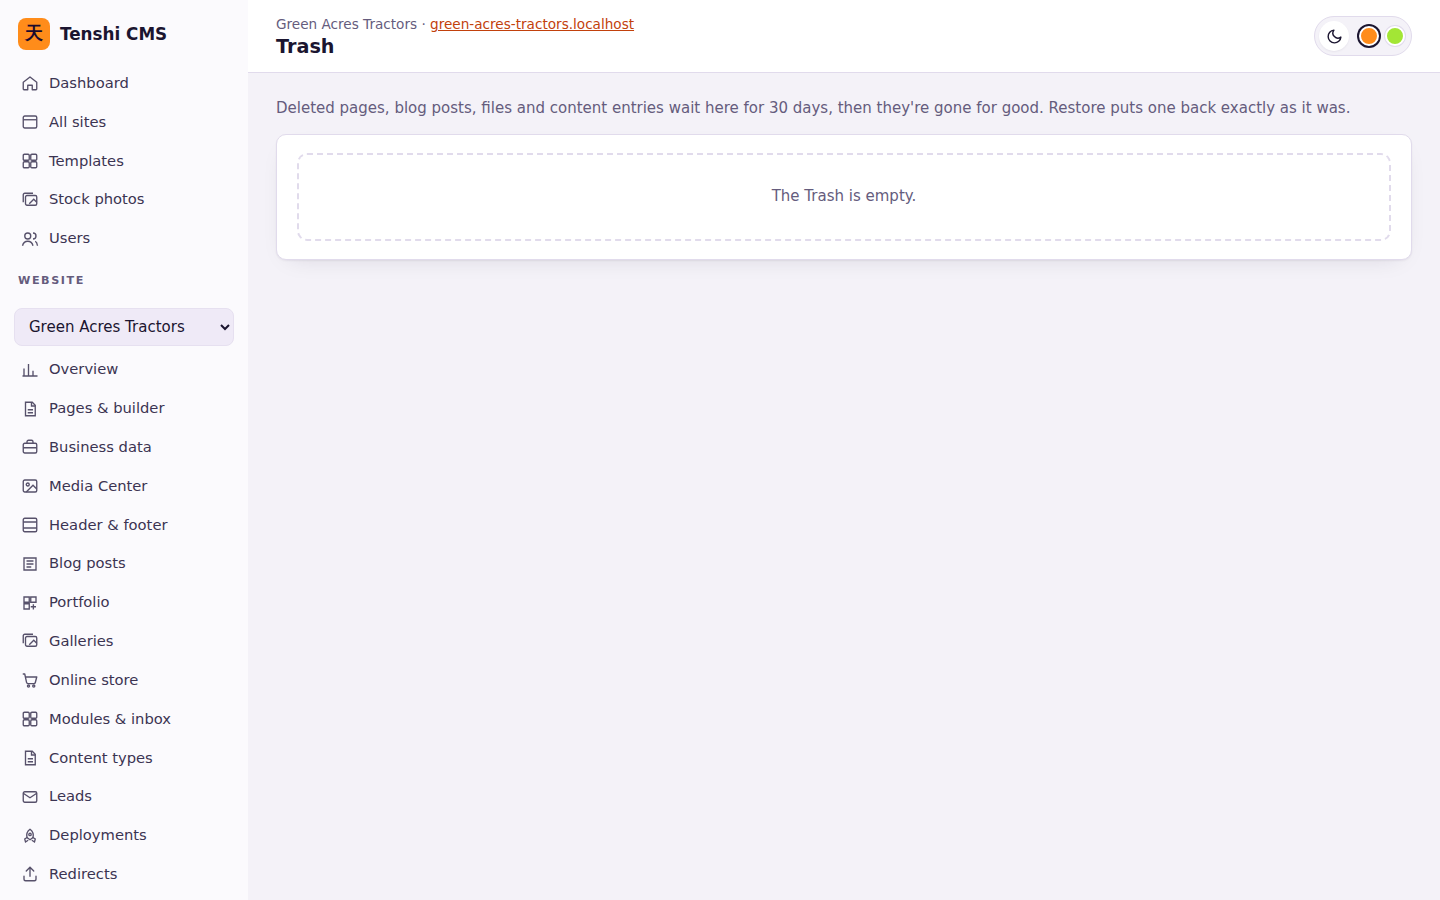 天 Tenshi CMS
Dashboard
All sites
Templates
Stock photos
Users
WEBSITE
Green Acres Tractors
Overview
Pages & builder
Business data
Media Center
Header & footer
Blog posts
Portfolio
Galleries
Online store
Modules & inbox
Content types
Leads
Deployments
Redirects
Green Acres Tractors · green-acres-tractors.localhost
Trash
Deleted pages, blog posts, files and content entries wait here for 30 days, then they're gone for good. Restore puts one back exactly as it was.
The Trash is empty.